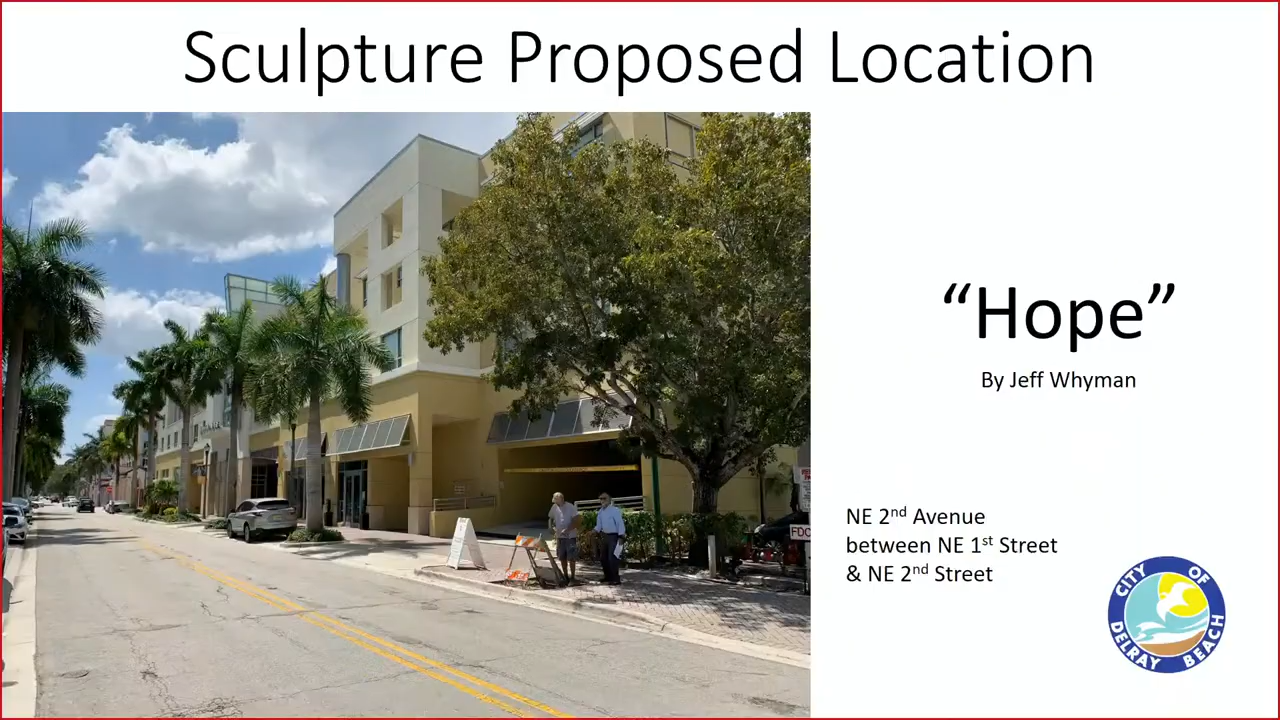 Sculpture Proposed Location
“Hope”
By Jeff Whyman
NE 2nd Avenue
between NE 1st Street
& NE 2nd Street
FDC
CITY OF
DELRAY BEACH